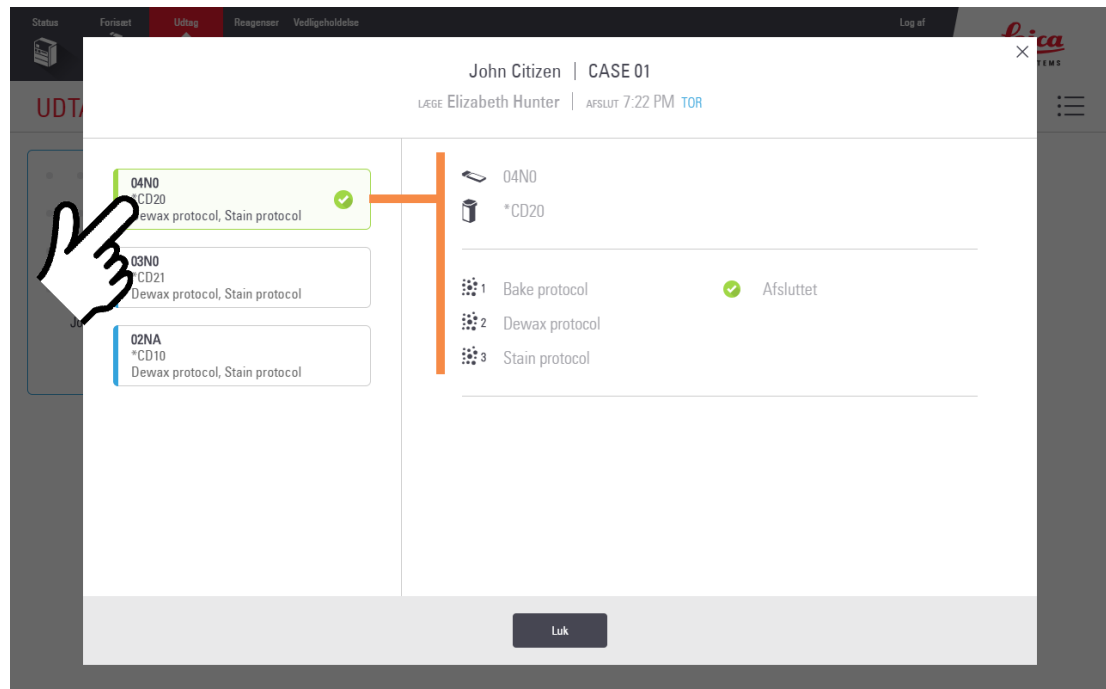 Status Forisæt Udtag Reagenser Vedligeholdelse Log af
John Citizen | CASE 01
LÆGE Elizabeth Hunter | AFSLUT 7:22 PM TOR
UDTA
04N0
*CD20
Dewax protocol, Stain protocol
03N0
*CD21
Dewax protocol, Stain protocol
02NA
*CD10
Dewax protocol, Stain protocol
04N0
*CD20
1 Bake protocol Afsluttet
2 Dewax protocol
3 Stain protocol
Luk